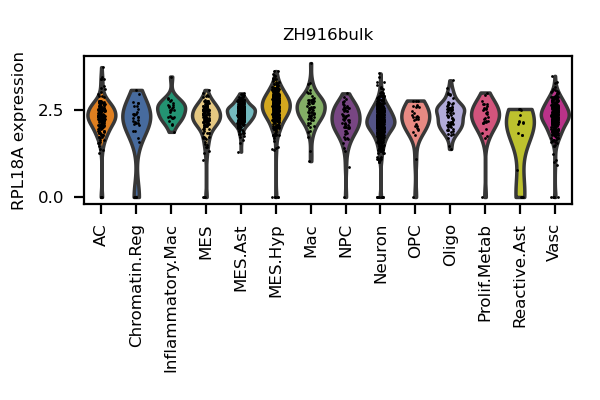 ZH916bulk
RPL18A expression
2.5
0.0
AC
Chromatin.Reg
Inflammatory.Mac
MES
MES.Ast
MES.Hyp
Mac
NPC
Neuron
OPC
Oligo
Prolif.Metab
Reactive.Ast
Vasc